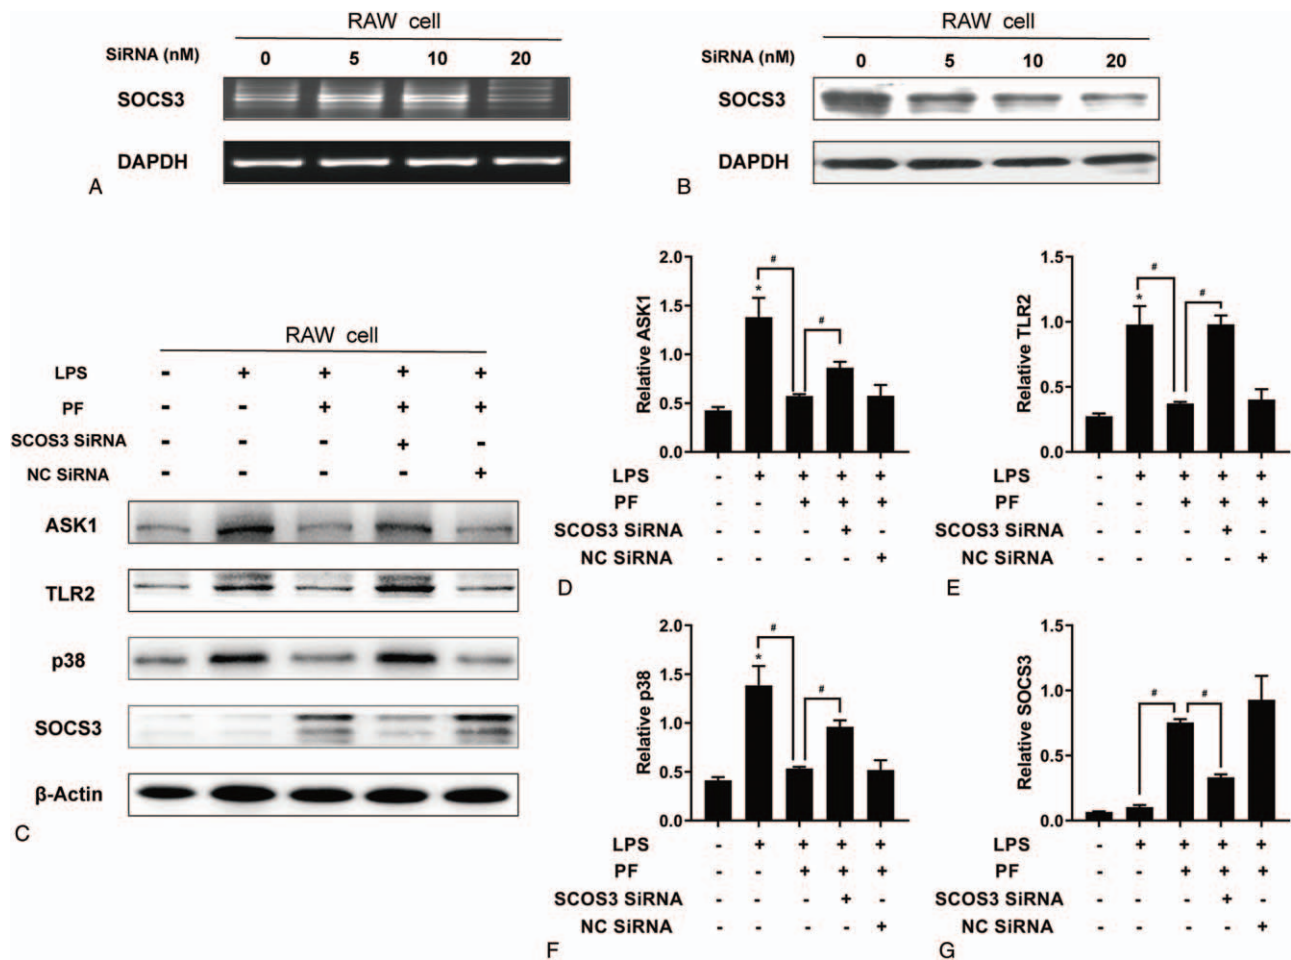 RAW cell
SiRNA (nM) 0 5 10 20
SOCS3
DAPDH
A
RAW cell
SiRNA (nM) 0 5 10 20
SOCS3
DAPDH
B
RAW cell
LPS - + + + +
PF - - + + +
SCOS3 SiRNA - - - + -
NC SiRNA - - - - +
ASK1
TLR2
p38
SOCS3
β-Actin
C
Relative ASK1
2.0
1.5
1.0
0.5
0.0
#
*
#
LPS - + + + +
PF - - + + +
SCOS3 SiRNA - - - + -
NC SiRNA - - - - +
D
Relative TLR2
1.5
1.0
0.5
0.0
#
*
#
LPS - + + + +
PF - - + + +
SCOS3 SiRNA - - - + -
NC SiRNA - - - - +
E
Relative p38
2.0
1.5
1.0
0.5
0.0
#
*
#
LPS - + + + +
PF - - + + +
SCOS3 SiRNA - - - + -
NC SiRNA - - - - +
F
Relative SOCS3
1.5
1.0
0.5
0.0
# #
LPS - + + + +
PF - - + + +
SCOS3 SiRNA - - - + -
NC SiRNA - - - - +
G